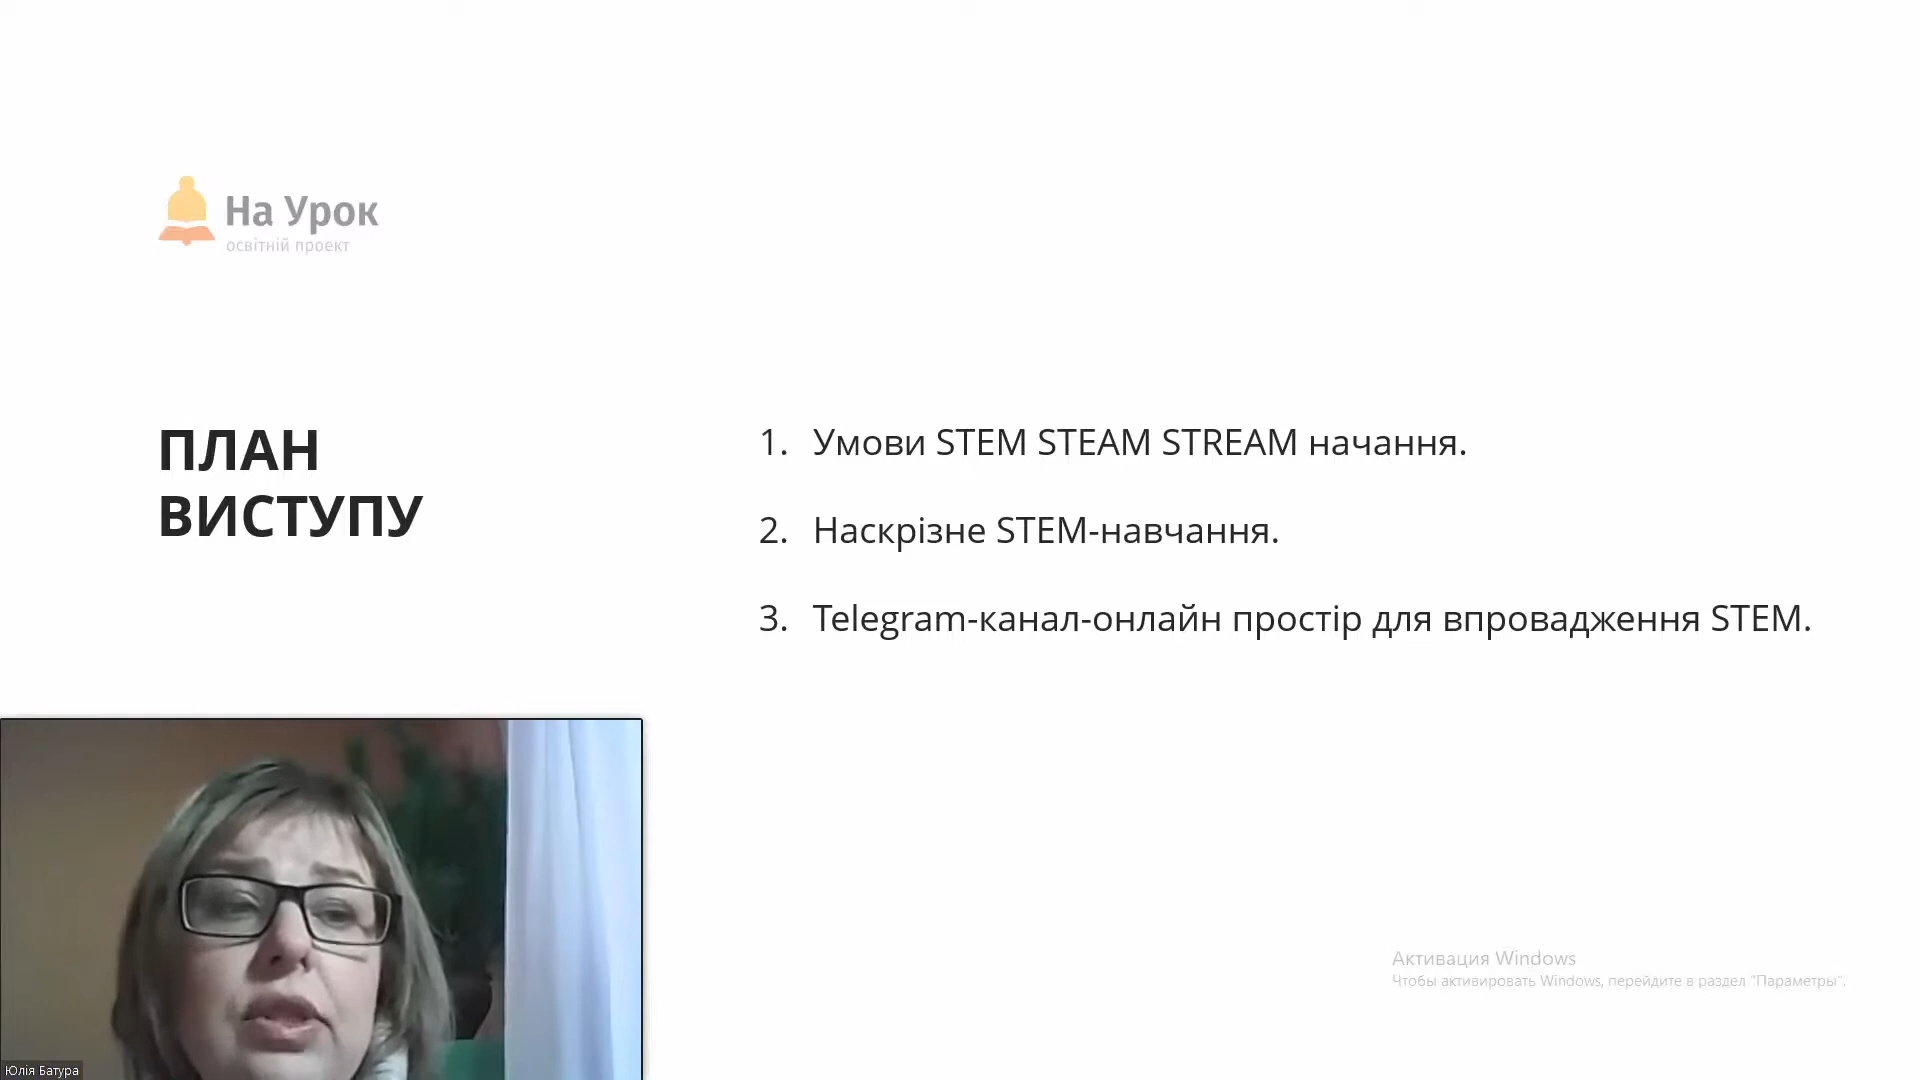 На Урок
освітній проект
ПЛАН
ВИСТУПУ
1. Умови STEM STEAM STREAM начання.
2. Наскрізне STEM-навчання.
3. Telegram-канал-онлайн простір для впровадження STEM.
Активация Windows
Чтобы активировать Windows, перейдите в раздел "Параметры".
Юлія Батура